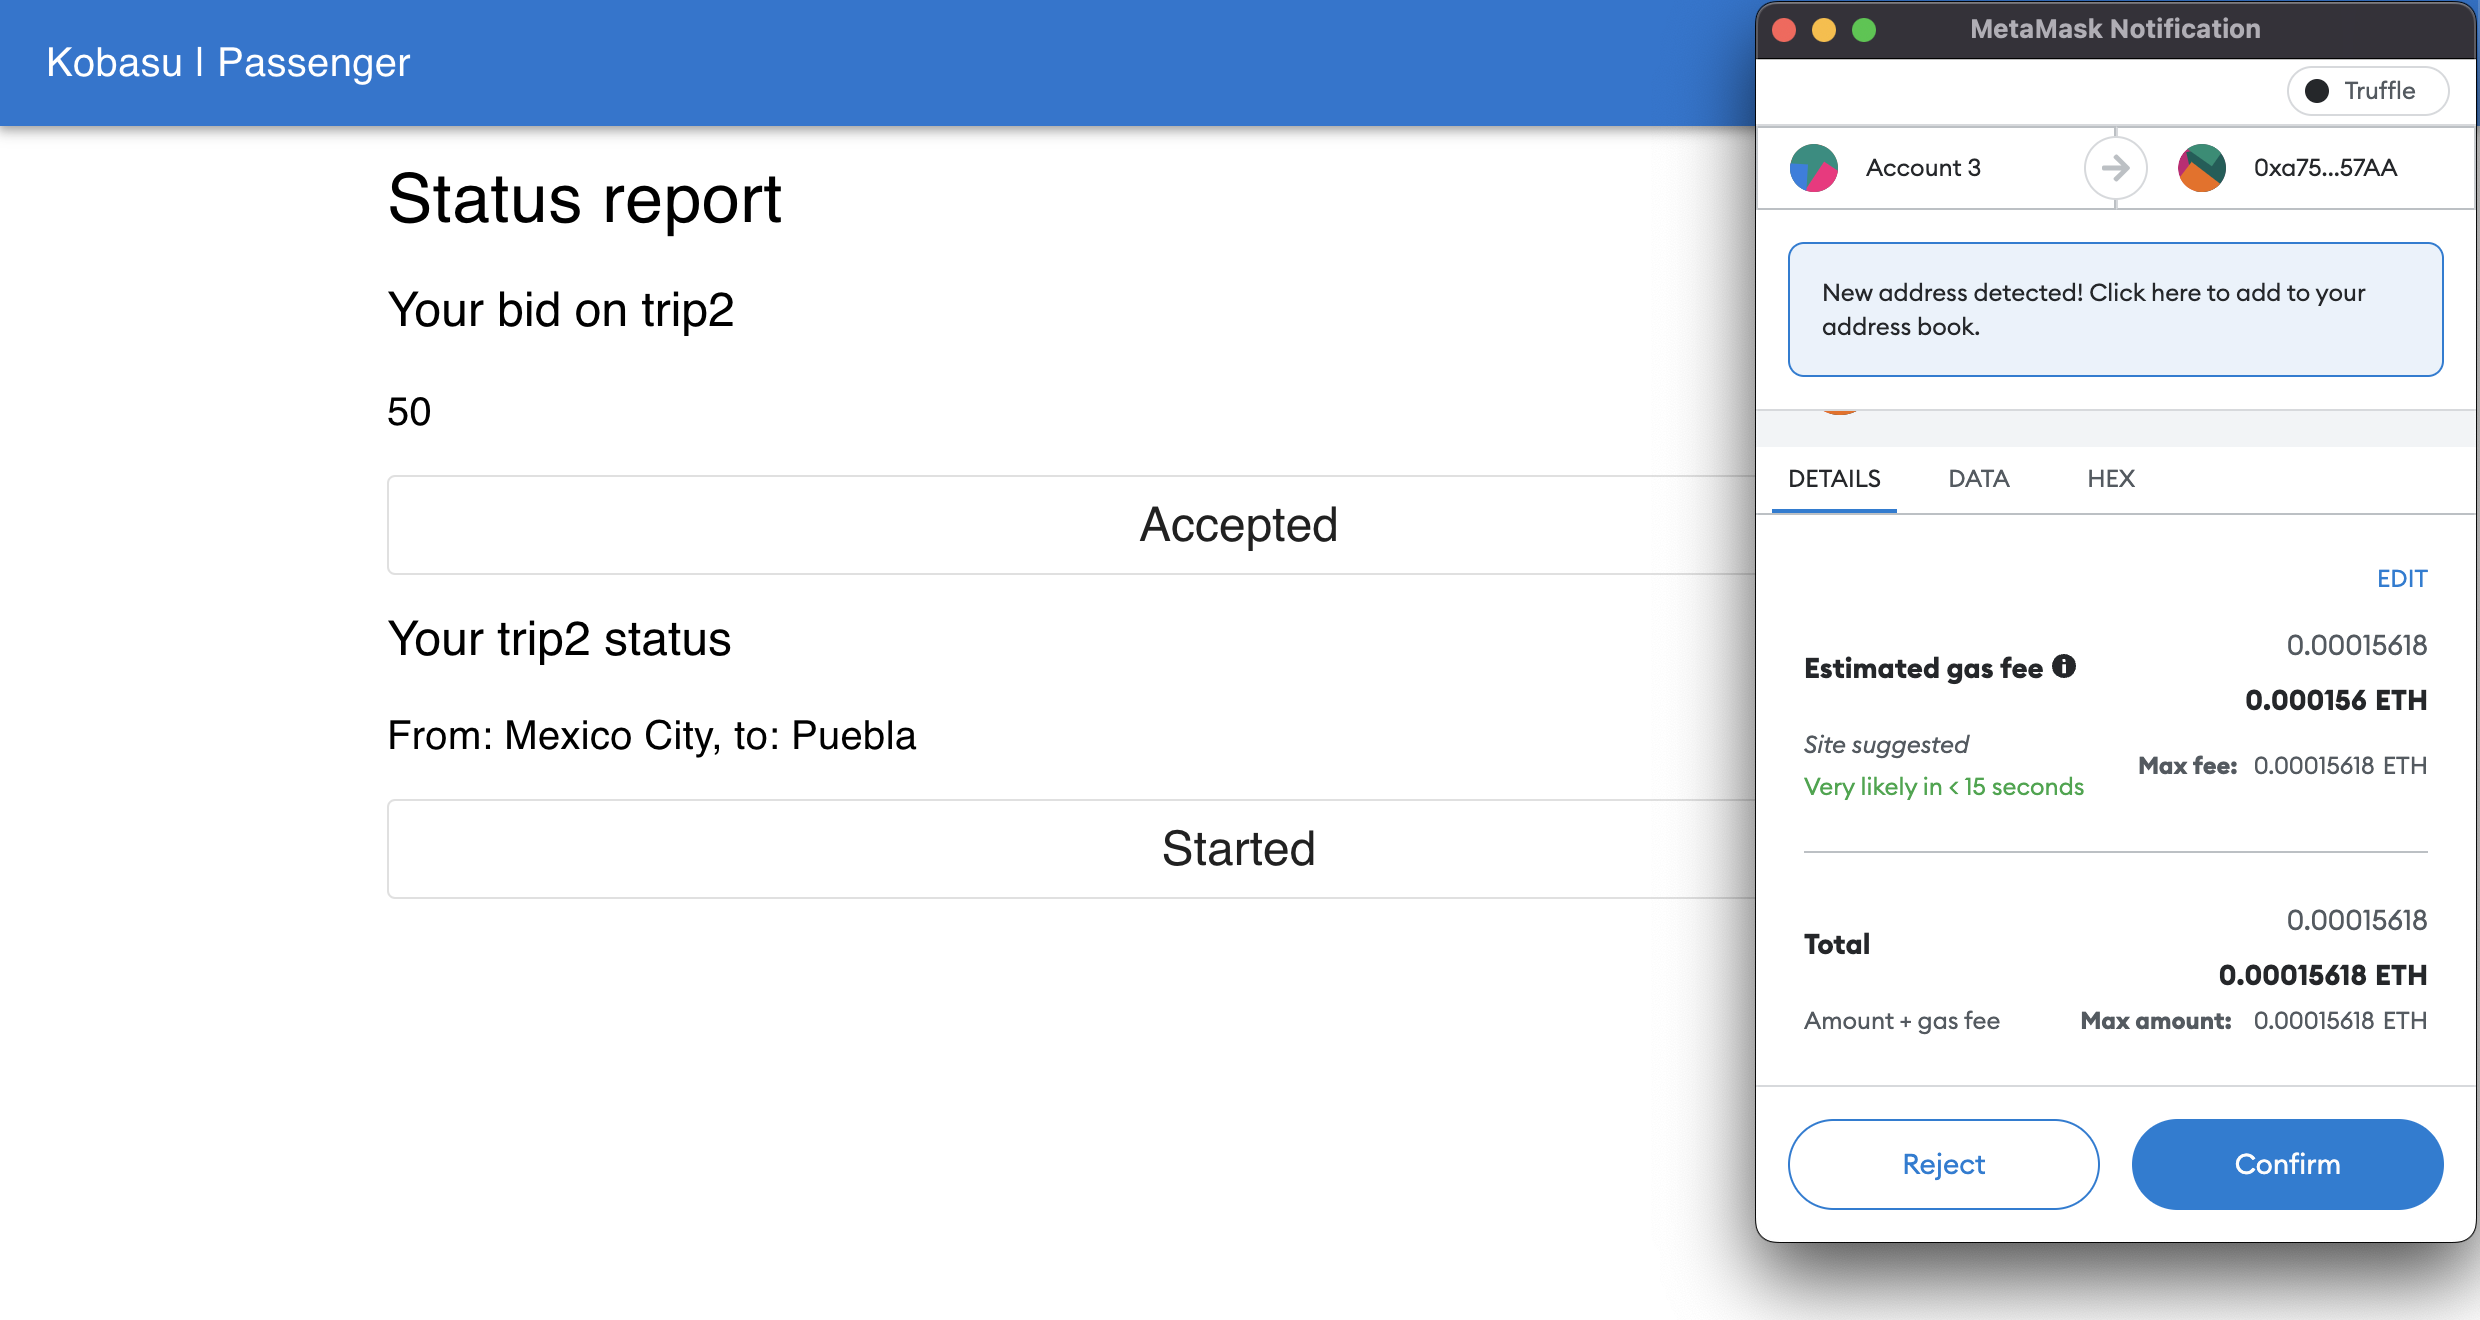 Kobasu | Passenger
Status report
Your bid on trip2
50
Accepted
Your trip2 status
From: Mexico City, to: Puebla
Started
MetaMask Notification
Truffle
Account 3
0xa75...57AA
New address detected! Click here to add to your
address book.
DETAILS
DATA
HEX
EDIT
Estimated gas fee
0.00015618
0.000156 ETH
Site suggested
Very likely in < 15 seconds
Max fee: 0.00015618 ETH
Total
0.00015618
0.00015618 ETH
Amount + gas fee
Max amount: 0.00015618 ETH
Reject
Confirm